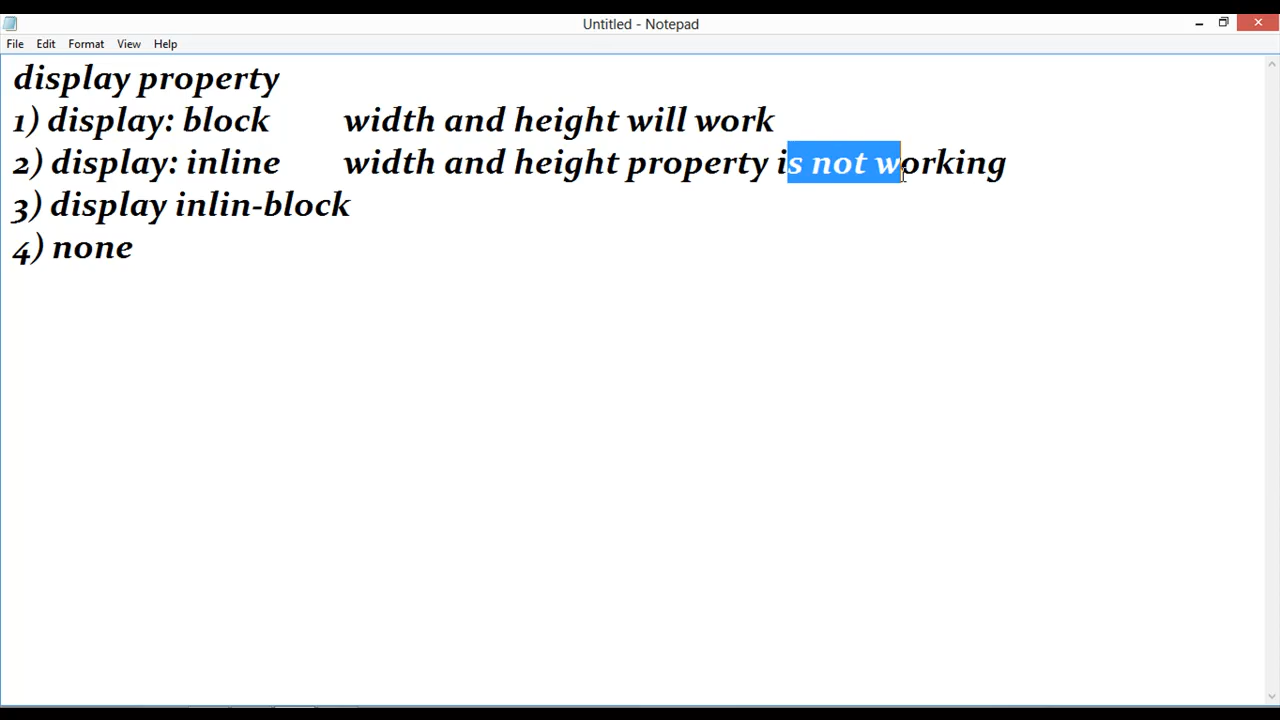 Untitled - Notepad
File Edit Format View Help
display property
1) display: block width and height will work
2) display: inline width and height property is not working
3) display inlin-block
4) none